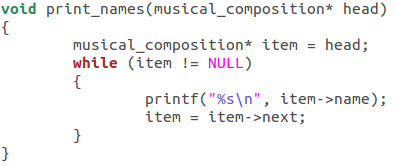 void print_names(musical_composition* head)
{
        musical_composition* item = head;
        while (item != NULL)
        {
                printf("%s\n", item->name);
                item = item->next;
        }
}